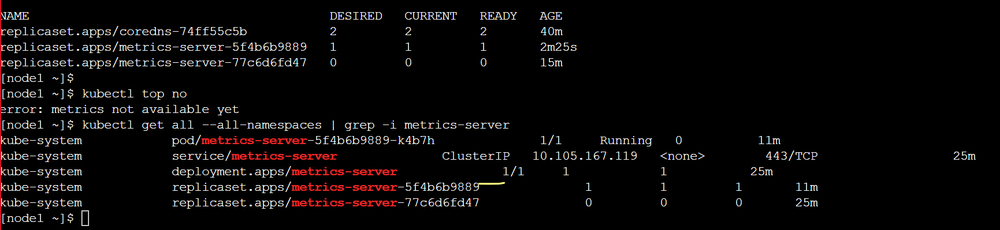 NAME DESIRED CURRENT READY AGE
replicaset.apps/coredns-74ff55c5b 2 2 2 40m
replicaset.apps/metrics-server-5f4b6b9889 1 1 1 2m25s
replicaset.apps/metrics-server-77c6d6fd47 0 0 0 15m
[node1 ~]$
[node1 ~]$ kubectl top no
error: metrics not available yet
[node1 ~]$ kubectl get all --all-namespaces | grep -i metrics-server
kube-system pod/metrics-server-5f4b6b9889-k4b7h 1/1 Running 0 11m
kube-system service/metrics-server ClusterIP 10.105.167.119 <none> 443/TCP 25m
kube-system deployment.apps/metrics-server 1/1 1 1 25m
kube-system replicaset.apps/metrics-server-5f4b6b9889 1 1 1 11m
kube-system replicaset.apps/metrics-server-77c6d6fd47 0 0 0 25m
[node1 ~]$